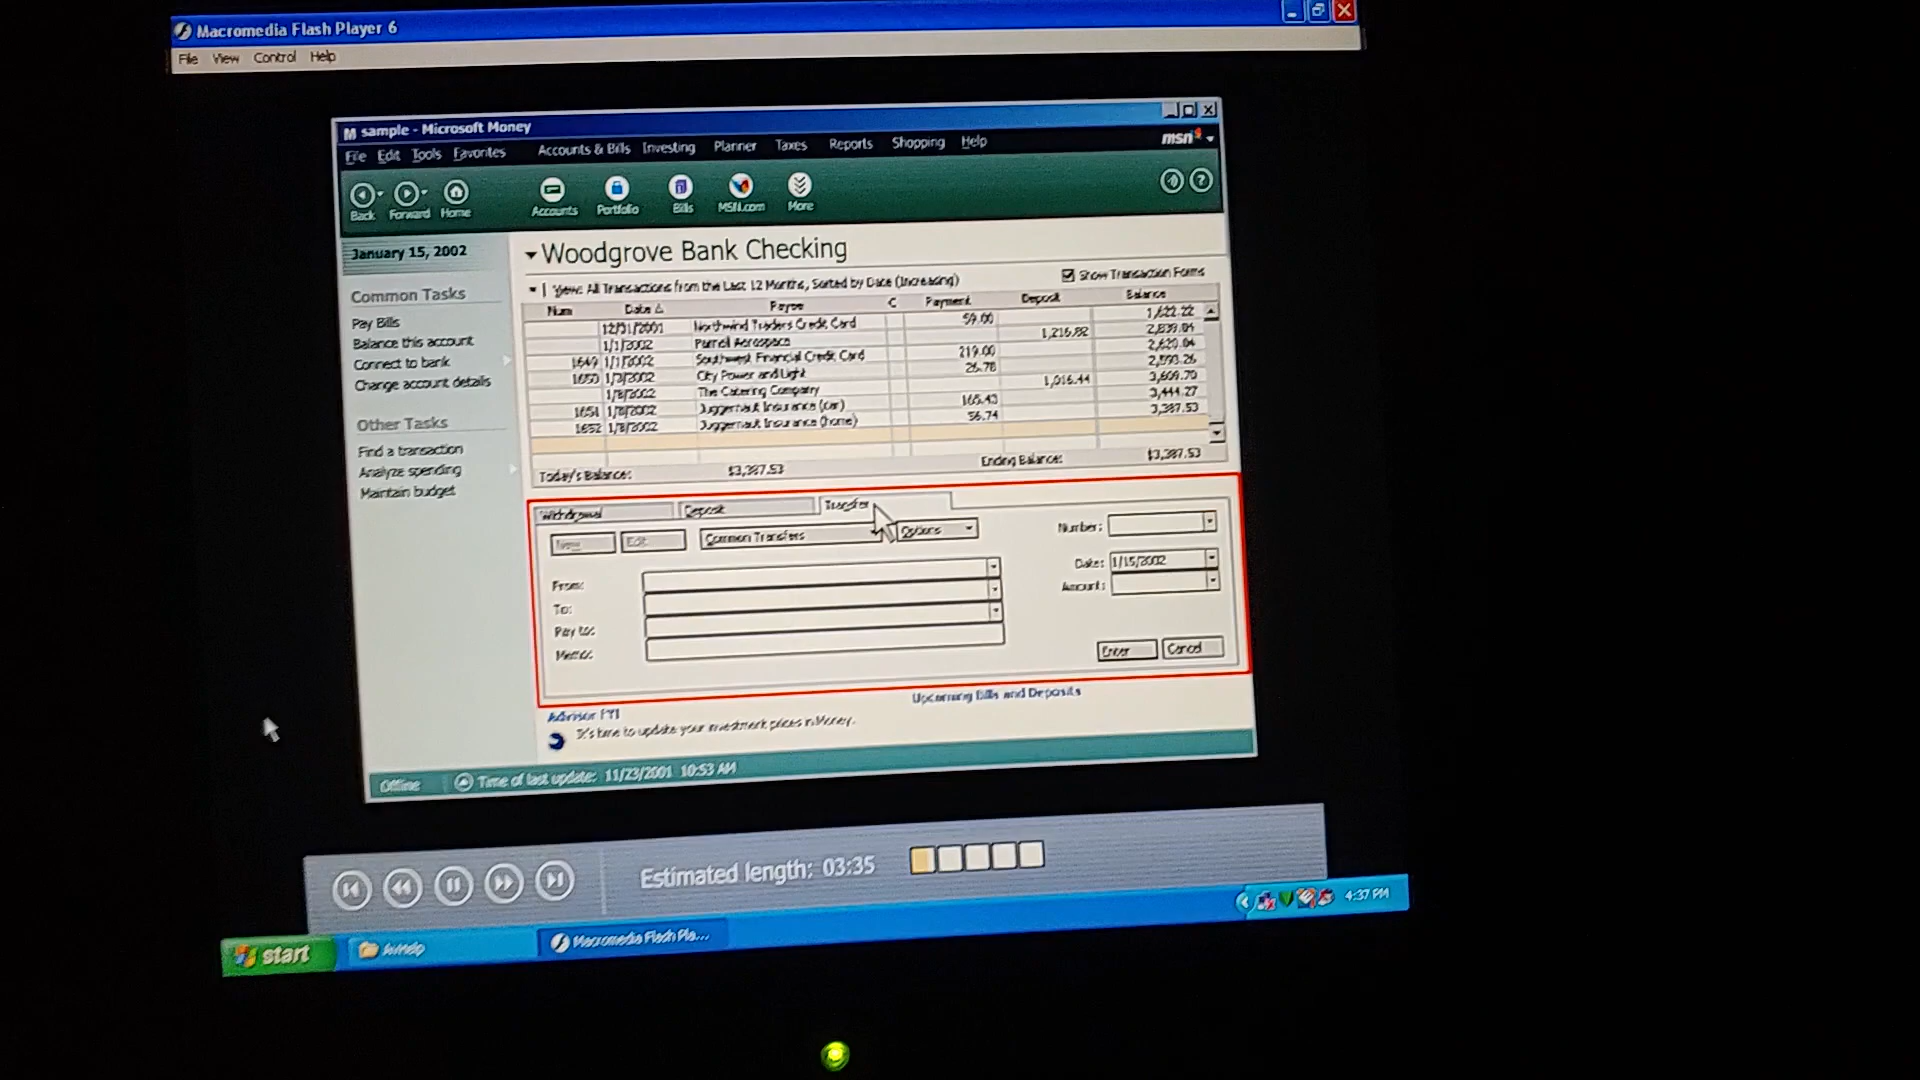 Macromedia Flash Player 6
File View Control Help
sample - Microsoft Money
File Edit Tools Favorites Accounts & Bills Investing Planner Taxes Reports Shopping Help msn
Back Forward Home Accounts Portfolio Bills MSN.com More
January 15, 2002
Woodgrove Bank Checking
Common Tasks
Pay Bills
Balance this account
Connect to bank
Change account details
Other Tasks
Find a transaction
Analyze spending
Maintain budget
View: All Transactions from the Last 12 Months, Sorted by Date (Increasing) Show Transaction Forms
Num Date Payee C Payment Deposit Balance
12/31/2001 Northwind Traders Credit Card 59.00 1,622.22
1/1/2002 Purnell Aerospace 1,216.82 2,839.04
1649 1/1/2002 Southwest Financial Credit Card 219.00 2,620.04
1650 1/3/2002 City Power and Light 26.78 2,593.26
1/8/2002 The Catering Company 1,016.44 3,609.70
1651 1/8/2002 Juggernaut Insurance (car) 165.43 3,444.27
1652 1/8/2002 Juggernaut Insurance (home) 56.74 3,387.53
Today's Balance: $3,387.53 Ending Balance: $3,387.53
Withdrawal Deposit Transfer
New Edit Common Transfers Options Number:
Date: 1/15/2002
From: Amount:
To:
Pay to:
Memo: Enter Cancel
Upcoming Bills and Deposits
Advisor FYI
It's time to update your investment prices in Money.
Offline Time of last update: 11/23/2001 10:53 AM
Estimated length: 03:35
start AvHelp Macromedia Flash Pla... 4:37 PM